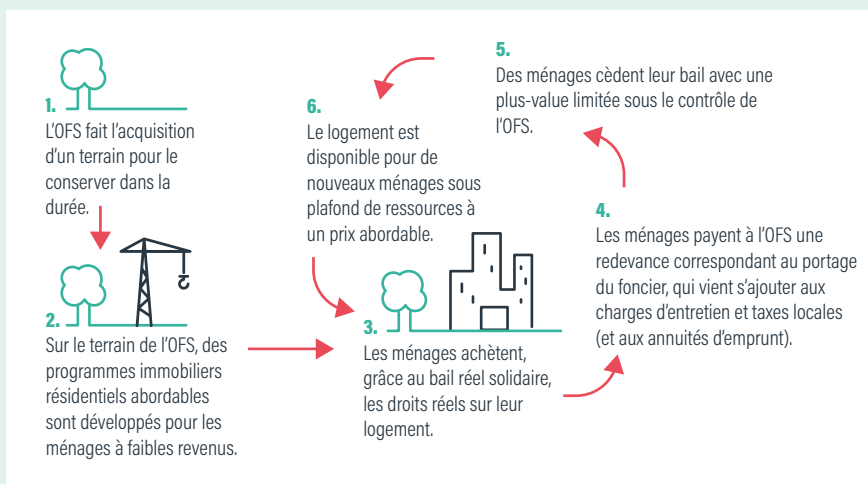 1.
L’OFS fait l’acquisition
d’un terrain pour le
conserver dans la
durée.
2.
Sur le terrain de l’OFS, des
programmes immobiliers
résidentiels abordables
sont développés pour les
ménages à faibles revenus.
3.
Les ménages achètent,
grâce au bail réel solidaire,
les droits réels sur leur
logement.
4.
Les ménages payent à l’OFS une
redevance correspondant au portage
du foncier, qui vient s’ajouter aux
charges d’entretien et taxes locales
(et aux annuités d’emprunt).
5.
Des ménages cèdent leur bail avec une
plus-value limitée sous le contrôle de
l’OFS.
6.
Le logement est
disponible pour de
nouveaux ménages sous
plafond de ressources à
un prix abordable.